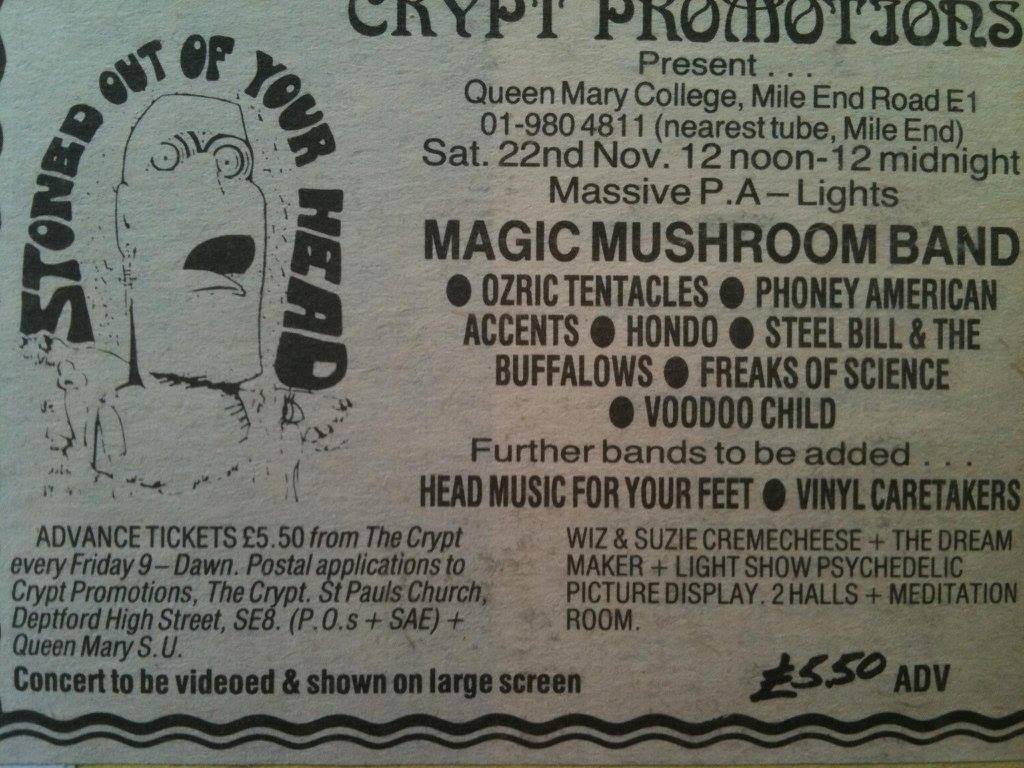 CRYPT PROMOTIONS
Present . . .
Queen Mary College, Mile End Road E1
01-980 4811 (nearest tube, Mile End)
Sat. 22nd Nov. 12 noon-12 midnight
Massive P.A – Lights
STONED OUT OF YOUR HEAD
MAGIC MUSHROOM BAND
● OZRIC TENTACLES ● PHONEY AMERICAN
ACCENTS ● HONDO ● STEEL BILL & THE
BUFFALOWS ● FREAKS OF SCIENCE
● VOODOO CHILD
Further bands to be added . . .
HEAD MUSIC FOR YOUR FEET ● VINYL CARETAKERS
ADVANCE TICKETS £5.50 from The Crypt
every Friday 9 – Dawn. Postal applications to
Crypt Promotions, The Crypt. St Pauls Church,
Deptford High Street, SE8. (P.O.s + SAE) +
Queen Mary S.U.
WIZ & SUZIE CREMECHEESE + THE DREAM
MAKER + LIGHT SHOW PSYCHEDELIC
PICTURE DISPLAY. 2 HALLS + MEDITATION
ROOM.
Concert to be videoed & shown on large screen
£5.50 ADV